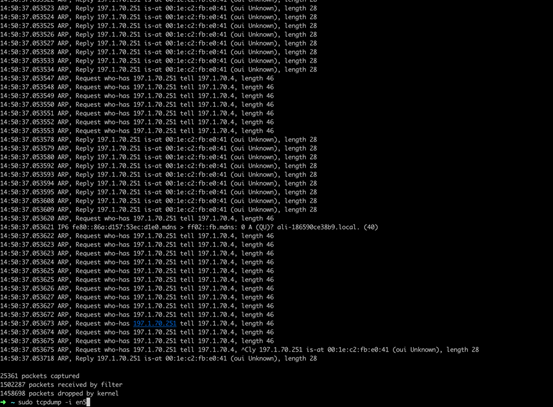 14:50:37.053522 ARP, Reply 197.1.70.251 is-at 00:1e:c2:fb:e0:41 (oui Unknown), length 28
14:50:37.053523 ARP, Reply 197.1.70.251 is-at 00:1e:c2:fb:e0:41 (oui Unknown), length 28
14:50:37.053524 ARP, Reply 197.1.70.251 is-at 00:1e:c2:fb:e0:41 (oui Unknown), length 28
14:50:37.053525 ARP, Reply 197.1.70.251 is-at 00:1e:c2:fb:e0:41 (oui Unknown), length 28
14:50:37.053526 ARP, Reply 197.1.70.251 is-at 00:1e:c2:fb:e0:41 (oui Unknown), length 28
14:50:37.053527 ARP, Reply 197.1.70.251 is-at 00:1e:c2:fb:e0:41 (oui Unknown), length 28
14:50:37.053528 ARP, Reply 197.1.70.251 is-at 00:1e:c2:fb:e0:41 (oui Unknown), length 28
14:50:37.053533 ARP, Reply 197.1.70.251 is-at 00:1e:c2:fb:e0:41 (oui Unknown), length 28
14:50:37.053534 ARP, Reply 197.1.70.251 is-at 00:1e:c2:fb:e0:41 (oui Unknown), length 28
14:50:37.053547 ARP, Request who-has 197.1.70.251 tell 197.1.70.4, length 46
14:50:37.053548 ARP, Request who-has 197.1.70.251 tell 197.1.70.4, length 46
14:50:37.053549 ARP, Request who-has 197.1.70.251 tell 197.1.70.4, length 46
14:50:37.053550 ARP, Request who-has 197.1.70.251 tell 197.1.70.4, length 46
14:50:37.053551 ARP, Request who-has 197.1.70.251 tell 197.1.70.4, length 46
14:50:37.053552 ARP, Request who-has 197.1.70.251 tell 197.1.70.4, length 46
14:50:37.053553 ARP, Request who-has 197.1.70.251 tell 197.1.70.4, length 46
14:50:37.053578 ARP, Reply 197.1.70.251 is-at 00:1e:c2:fb:e0:41 (oui Unknown), length 28
14:50:37.053579 ARP, Reply 197.1.70.251 is-at 00:1e:c2:fb:e0:41 (oui Unknown), length 28
14:50:37.053580 ARP, Reply 197.1.70.251 is-at 00:1e:c2:fb:e0:41 (oui Unknown), length 28
14:50:37.053592 ARP, Reply 197.1.70.251 is-at 00:1e:c2:fb:e0:41 (oui Unknown), length 28
14:50:37.053593 ARP, Reply 197.1.70.251 is-at 00:1e:c2:fb:e0:41 (oui Unknown), length 28
14:50:37.053594 ARP, Reply 197.1.70.251 is-at 00:1e:c2:fb:e0:41 (oui Unknown), length 28
14:50:37.053595 ARP, Reply 197.1.70.251 is-at 00:1e:c2:fb:e0:41 (oui Unknown), length 28
14:50:37.053608 ARP, Reply 197.1.70.251 is-at 00:1e:c2:fb:e0:41 (oui Unknown), length 28
14:50:37.053609 ARP, Reply 197.1.70.251 is-at 00:1e:c2:fb:e0:41 (oui Unknown), length 28
14:50:37.053620 ARP, Request who-has 197.1.70.251 tell 197.1.70.4, length 46
14:50:37.053621 IP6 fe80::86a:d157:53ec:d1e0.mdns > ff02::fb.mdns: 0 A (QU)? ali-186590ce38b9.local. (40)
14:50:37.053622 ARP, Request who-has 197.1.70.251 tell 197.1.70.4, length 46
14:50:37.053623 ARP, Request who-has 197.1.70.251 tell 197.1.70.4, length 46
14:50:37.053623 ARP, Request who-has 197.1.70.251 tell 197.1.70.4, length 46
14:50:37.053624 ARP, Request who-has 197.1.70.251 tell 197.1.70.4, length 46
14:50:37.053625 ARP, Request who-has 197.1.70.251 tell 197.1.70.4, length 46
14:50:37.053625 ARP, Request who-has 197.1.70.251 tell 197.1.70.4, length 46
14:50:37.053626 ARP, Request who-has 197.1.70.251 tell 197.1.70.4, length 46
14:50:37.053627 ARP, Request who-has 197.1.70.251 tell 197.1.70.4, length 46
14:50:37.053627 ARP, Request who-has 197.1.70.251 tell 197.1.70.4, length 46
14:50:37.053672 ARP, Request who-has 197.1.70.251 tell 197.1.70.4, length 46
14:50:37.053673 ARP, Request who-has 197.1.70.251 tell 197.1.70.4, length 46
14:50:37.053674 ARP, Request who-has 197.1.70.251 tell 197.1.70.4, length 46
14:50:37.053675 ARP, Request who-has 197.1.70.251 tell 197.1.70.4, length 46
14:50:37.053675 ARP, Request who-has 197.1.70.251 tell 197.1.70.4, ^Cly 197.1.70.251 is-at 00:1e:c2:fb:e0:41 (oui Unknown), length 28
14:50:37.053718 ARP, Reply 197.1.70.251 is-at 00:1e:c2:fb:e0:41 (oui Unknown), length 28
25361 packets captured
1502287 packets received by filter
1458698 packets dropped by kernel
➜ ~ sudo tcpdump -i en5